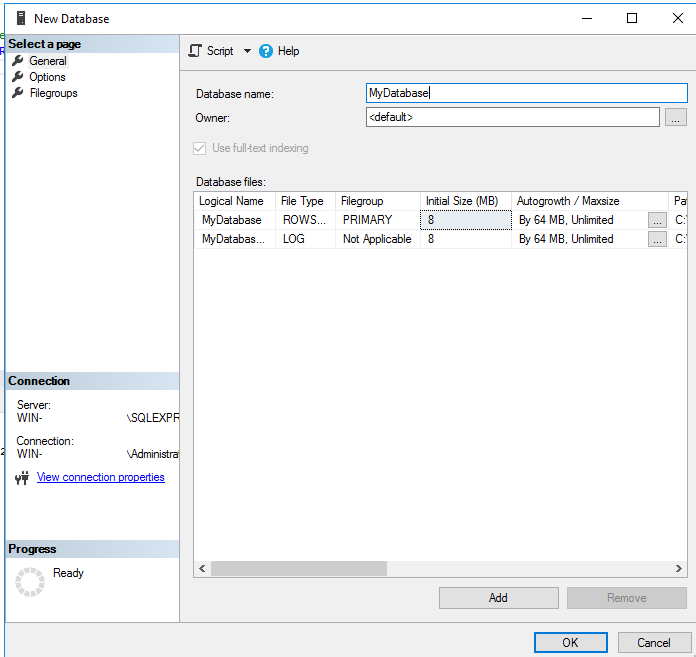 New Database
Select a page
General
Options
Filegroups
Script
Help
Database name:
MyDatabase
Owner:
<default>
...
Use full-text indexing
Database files:
Logical Name File Type Filegroup Initial Size (MB) Autogrowth / Maxsize Pa
MyDatabase ROWS... PRIMARY 8 By 64 MB, Unlimited ... C:\
MyDatabas... LOG Not Applicable 8 By 64 MB, Unlimited ... C:\
Connection
Server:
WIN- \SQLEXPR
Connection:
WIN- \Administra
View connection properties
Progress
Ready
Add
Remove
OK
Cancel